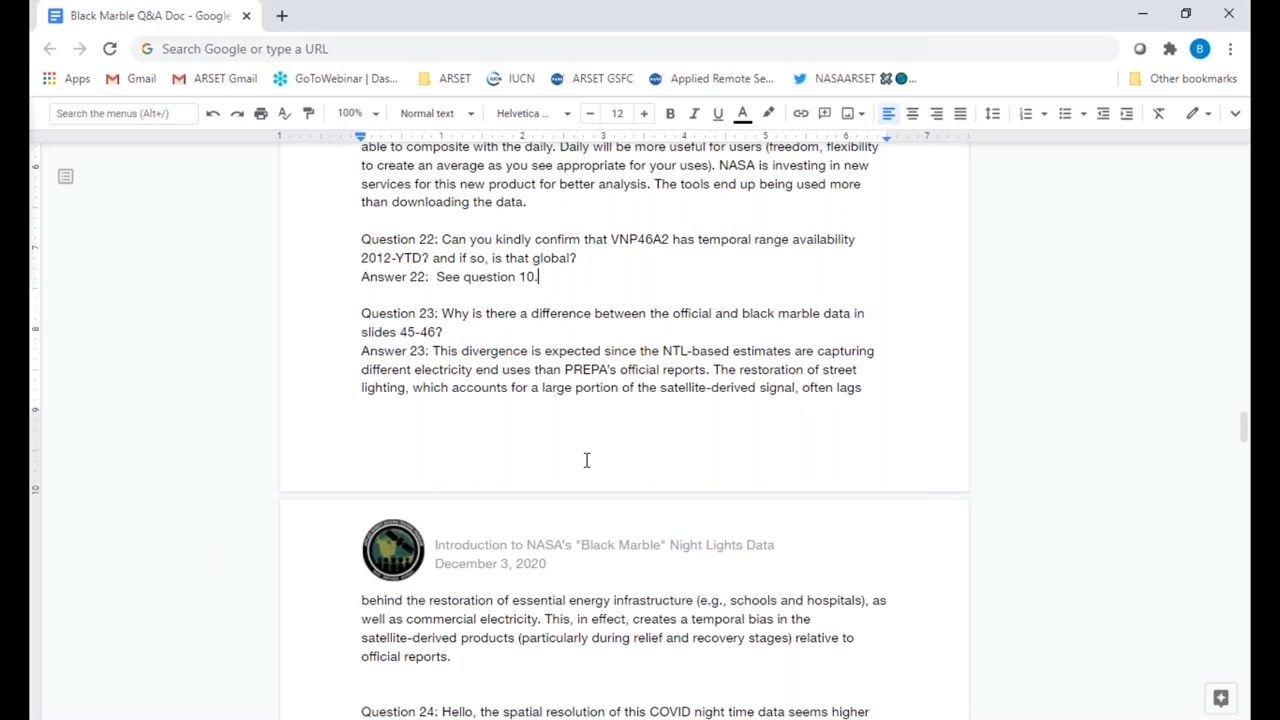 Black Marble Q&A Doc - Google
Search Google or type a URL
B
Apps Gmail ARSET Gmail GoToWebinar | Das... ARSET IUCN ARSET GSFC Applied Remote Se... NASAARSET Other bookmarks
Search the menus (Alt+/) 100% Normal text Helvetica ... 12 B I U A
1 1 2 3 4 5 6 7
able to composite with the daily. Daily will be more useful for users (freedom, flexibility
to create an average as you see appropriate for your uses). NASA is investing in new
services for this new product for better analysis. The tools end up being used more
than downloading the data.
Question 22: Can you kindly confirm that VNP46A2 has temporal range availability
2012-YTD? and if so, is that global?
Answer 22: See question 10.
Question 23: Why is there a difference between the official and black marble data in
slides 45-46?
Answer 23: This divergence is expected since the NTL-based estimates are capturing
different electricity end uses than PREPA's official reports. The restoration of street
lighting, which accounts for a large portion of the satellite-derived signal, often lags
Introduction to NASA's "Black Marble" Night Lights Data
December 3, 2020
behind the restoration of essential energy infrastructure (e.g., schools and hospitals), as
well as commercial electricity. This, in effect, creates a temporal bias in the
satellite-derived products (particularly during relief and recovery stages) relative to
official reports.
Question 24: Hello, the spatial resolution of this COVID night time data seems higher